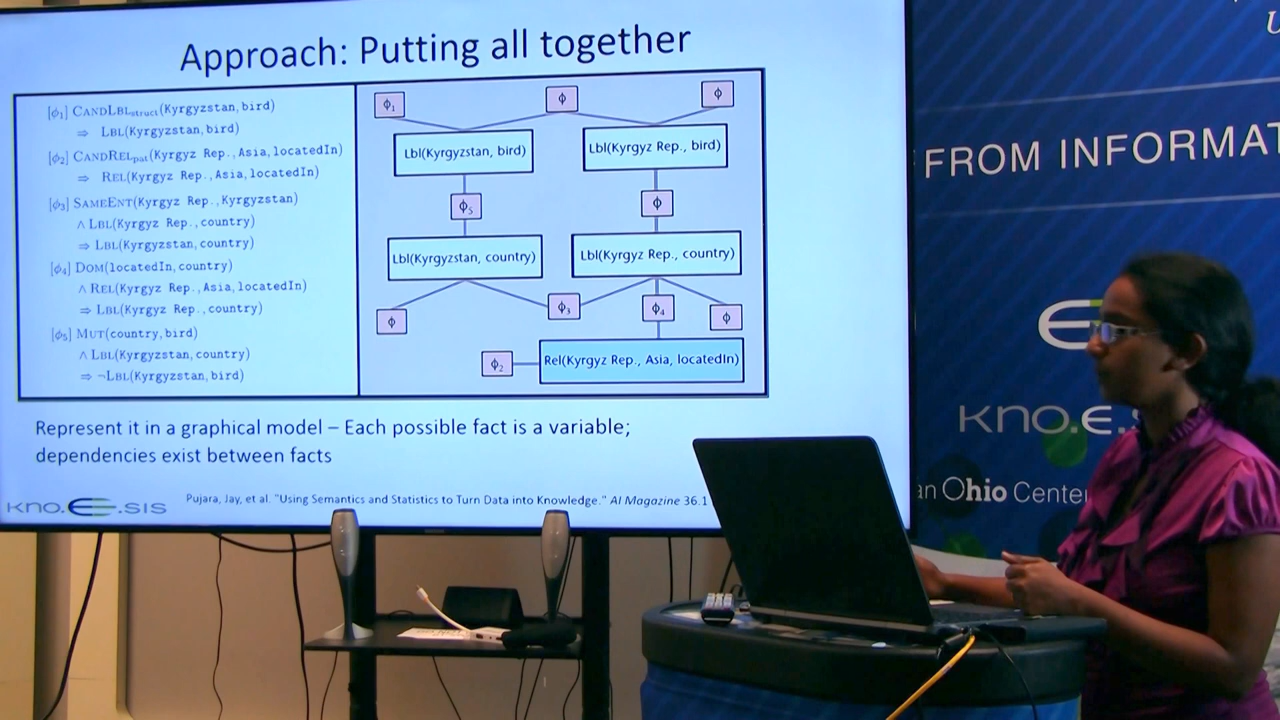 Approach: Putting all together
[ϕ₁] CANDLBLstruct(Kyrgyzstan, bird)
⇒ LBL(Kyrgyzstan, bird)
[ϕ₂] CANDRELpat(Kyrgyz Rep., Asia, locatedIn)
⇒ REL(Kyrgyz Rep., Asia, locatedIn)
[ϕ₃] SAMEENT(Kyrgyz Rep., Kyrgyzstan)
∧ LBL(Kyrgyz Rep., country)
⇒ LBL(Kyrgyzstan, country)
[ϕ₄] DOM(locatedIn, country)
∧ REL(Kyrgyz Rep., Asia, locatedIn)
⇒ LBL(Kyrgyz Rep., country)
[ϕ₅] MUT(country, bird)
∧ LBL(Kyrgyzstan, country)
⇒ ¬LBL(Kyrgyzstan, bird)
ϕ₁ ϕ ϕ
Lbl(Kyrgyzstan, bird) Lbl(Kyrgyz Rep., bird)
ϕ₅ ϕ
Lbl(Kyrgyzstan, country) Lbl(Kyrgyz Rep., country)
ϕ ϕ₃ ϕ₄ ϕ
ϕ₂ Rel(Kyrgyz Rep., Asia, locatedIn)
Represent it in a graphical model – Each possible fact is a variable;
dependencies exist between facts
kno.e.sis
Pujara, Jay, et al. "Using Semantics and Statistics to Turn Data into Knowledge." AI Magazine 36.1
FROM INFORMAT
kno.e.s
an Ohio Center